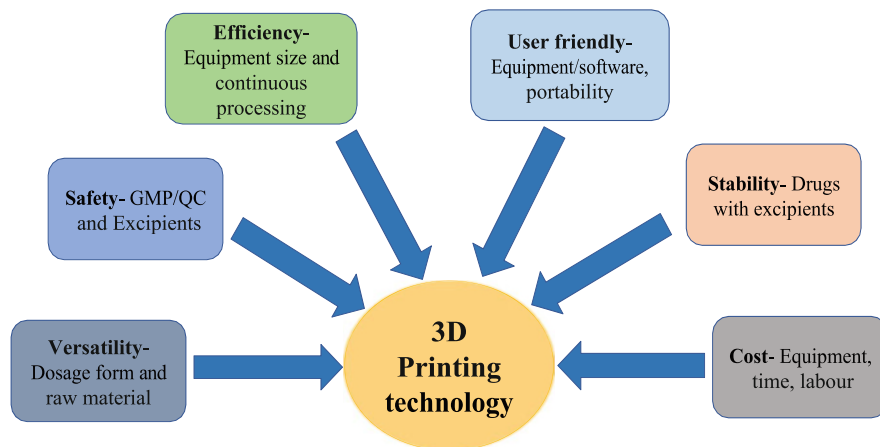 Efficiency-
Equipment size and
continuous
processing
User friendly-
Equipment/software,
portability
Safety- GMP/QC
and Excipients
Stability- Drugs
with excipients
Versatility-
Dosage form and
raw material
3D
Printing
technology
Cost- Equipment,
time, labour